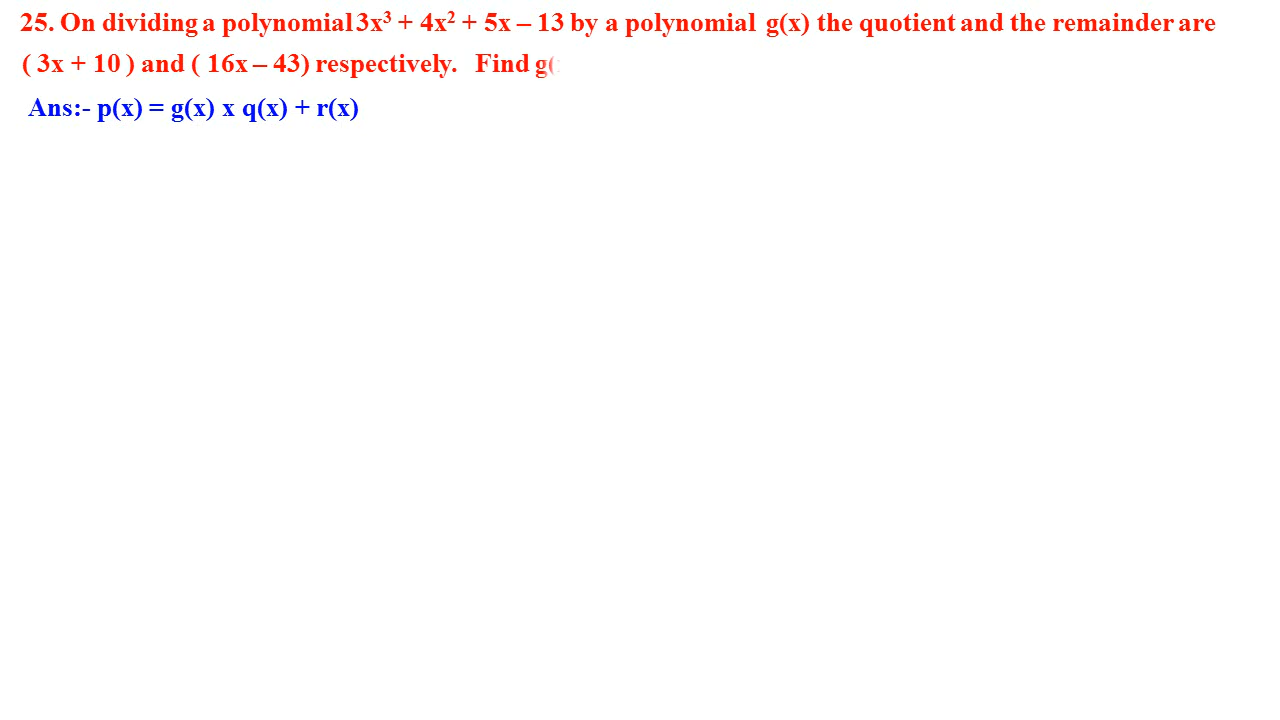 25. On dividing a polynomial 3x³ + 4x² + 5x – 13 by a polynomial g(x) the quotient and the remainder are
( 3x + 10 ) and ( 16x – 43) respectively. Find g(
Ans:- p(x) = g(x) x q(x) + r(x)